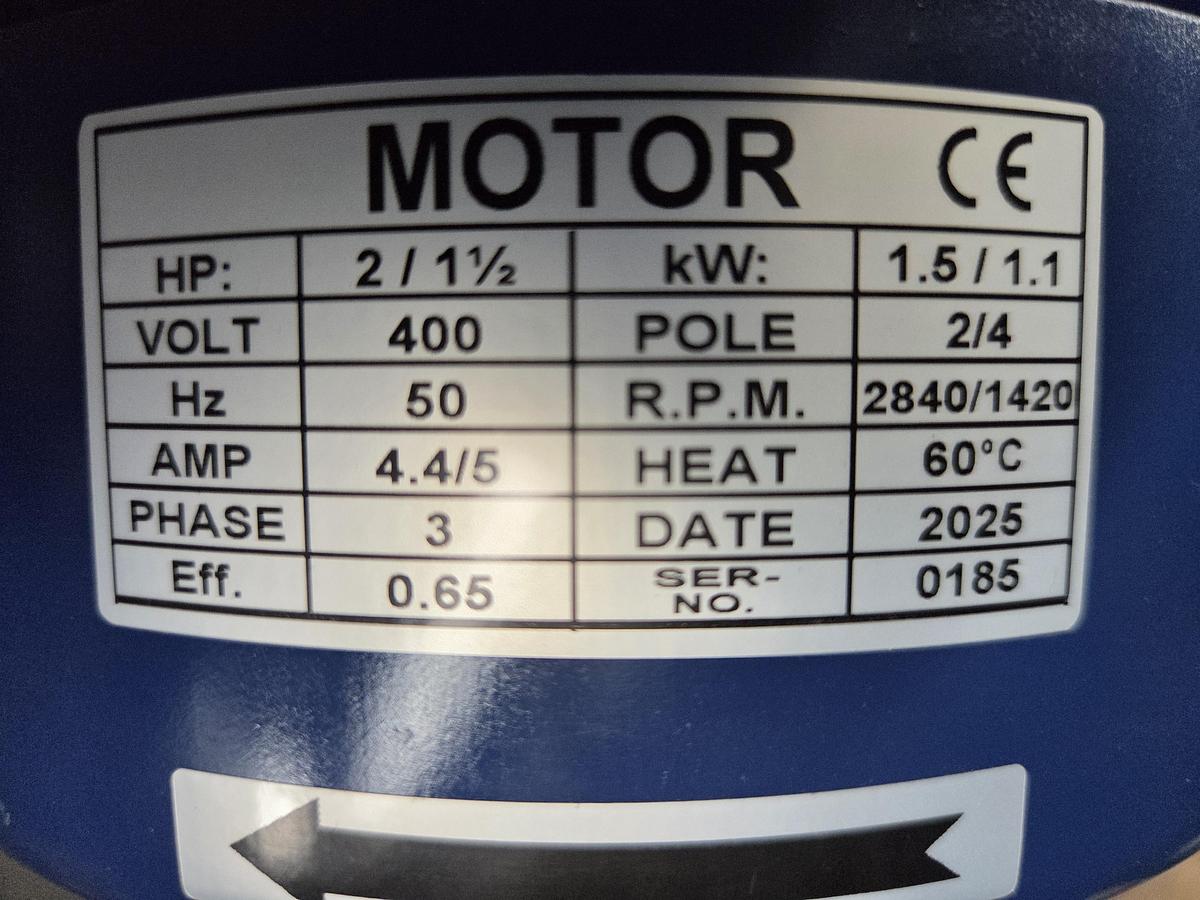 MOTOR CE
HP: 2 / 1½ kW: 1.5 / 1.1
VOLT 400 POLE 2/4
Hz 50 R.P.M. 2840/1420
AMP 4.4/5 HEAT 60°C
PHASE 3 DATE 2025
Eff. 0.65 SER-
NO. 0185